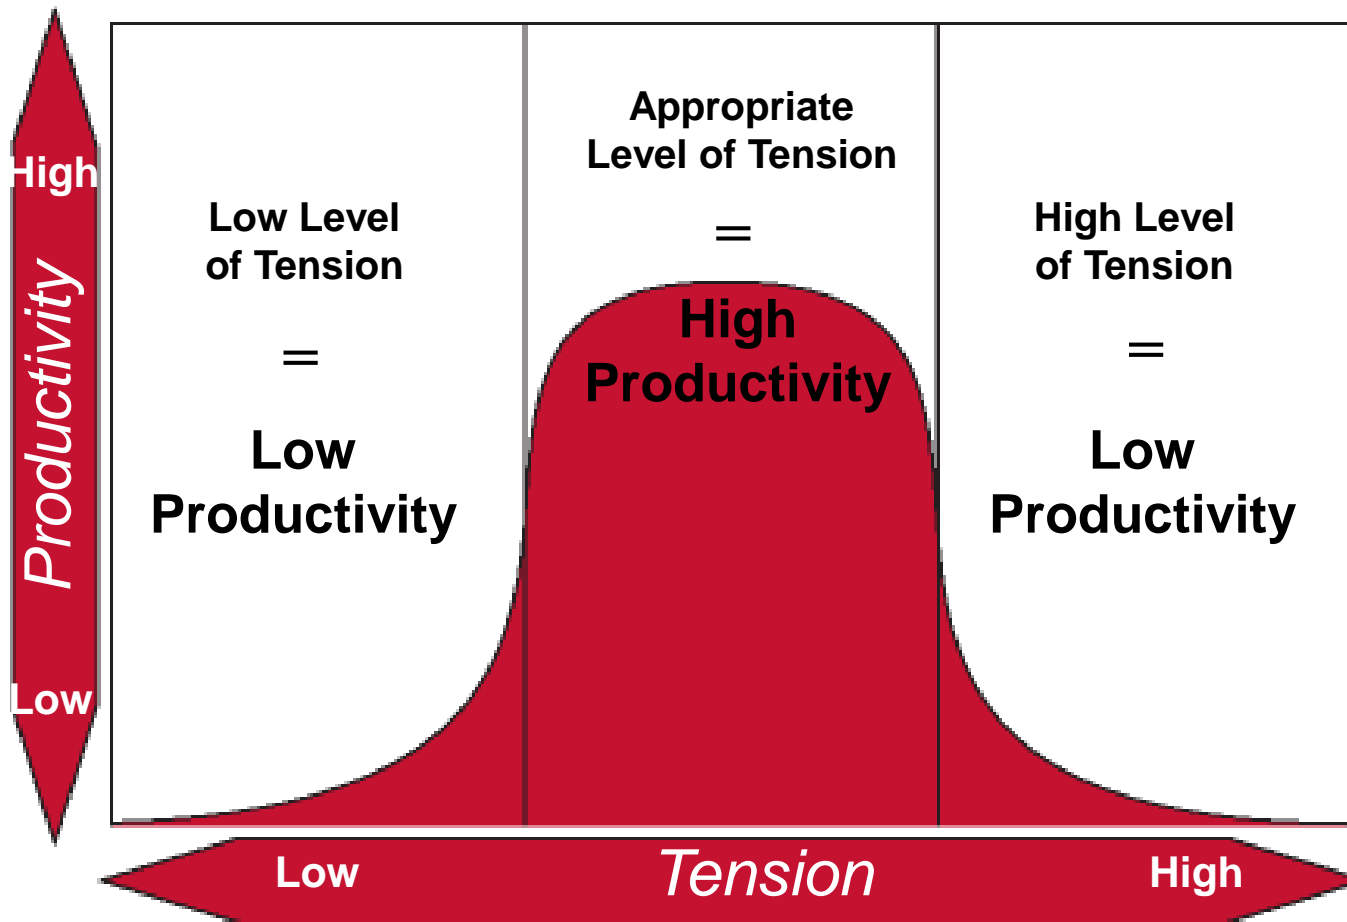 High
Productivity
Low
Low Level
of Tension
=
Low
Productivity
Appropriate
Level of Tension
=
High
Productivity
High Level
of Tension
=
Low
Productivity
Low
Tension
High